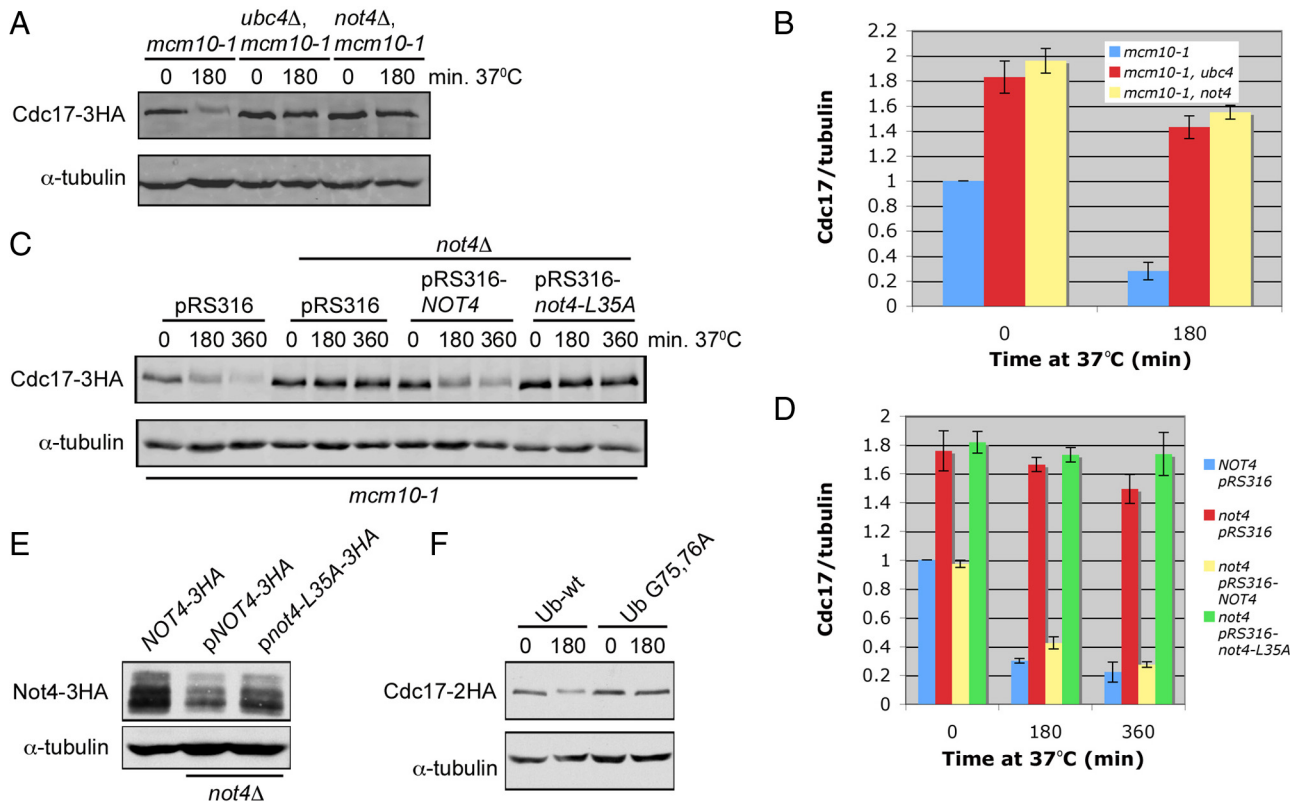 A
mcm10-1
ubc4Δ,
mcm10-1
not4Δ,
mcm10-1
0 180 0 180 0 180 min. 37⁰C
Cdc17-3HA
α-tubulin
B
Cdc17/tubulin
2.2
2
1.8
1.6
1.4
1.2
1
0.8
0.6
0.4
0.2
0
mcm10-1
mcm10-1, ubc4
mcm10-1, not4
0 180
Time at 37°C (min)
C
not4Δ
pRS316 pRS316
pRS316-
NOT4
pRS316-
not4-L35A
0 180 360 0 180 360 0 180 360 0 180 360 min. 37⁰C
Cdc17-3HA
α-tubulin
mcm10-1
D
Cdc17/tubulin
2
1.8
1.6
1.4
1.2
1
0.8
0.6
0.4
0.2
0
0 180 360
Time at 37°C (min)
NOT4
pRS316
not4
pRS316
not4
pRS316-
NOT4
not4
pRS316-
not4-L35A
E
NOT4-3HA
pNOT4-3HA
pnot4-L35A-3HA
Not4-3HA
α-tubulin
not4Δ
F
Ub-wt
Ub G75,76A
0 180 0 180
Cdc17-2HA
α-tubulin